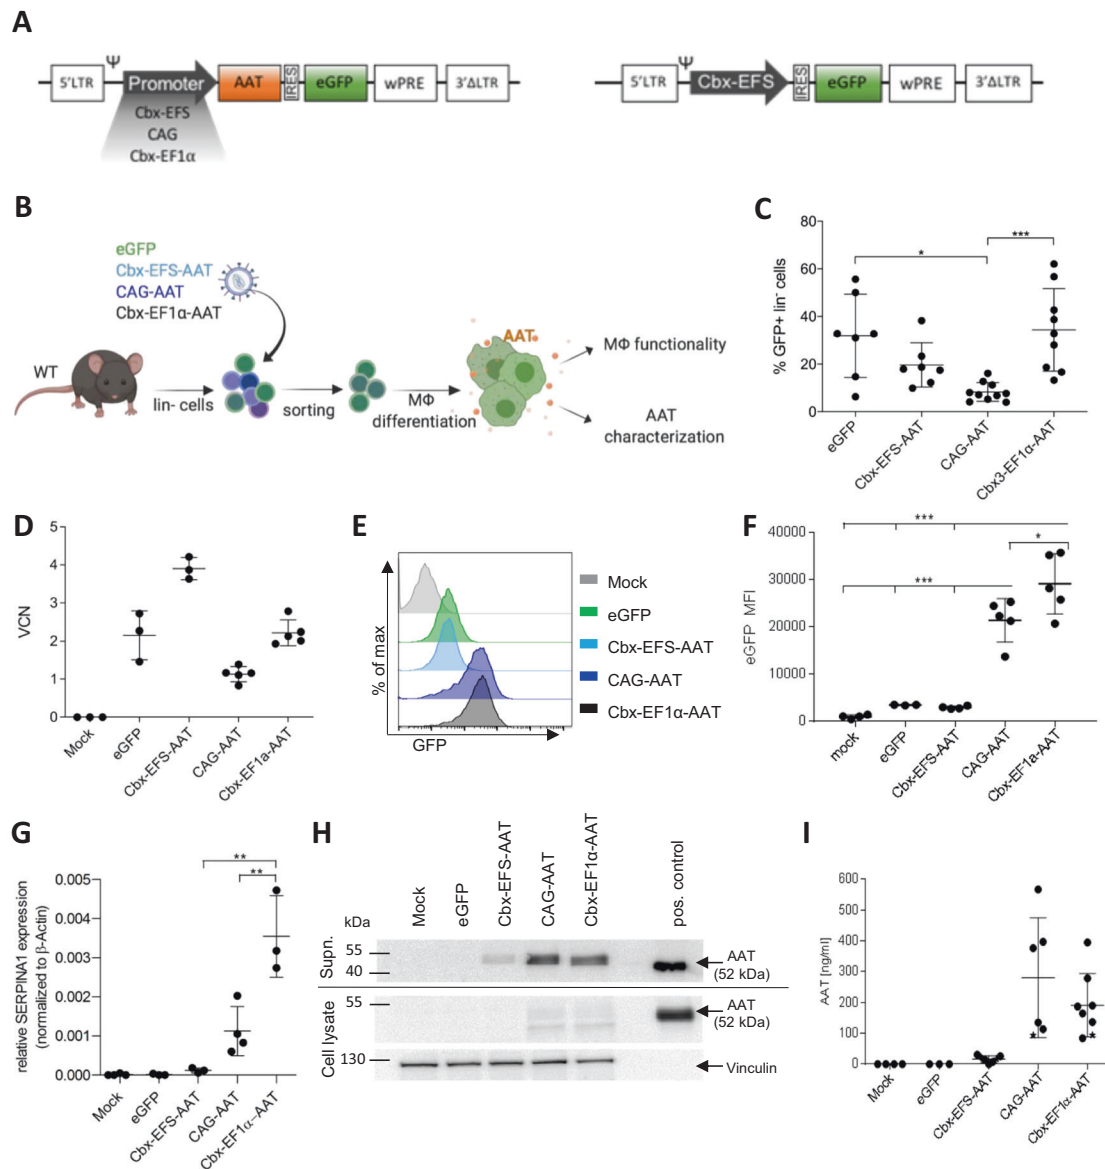 A
5'LTR
Ψ
Promoter
AAT
IRES
eGFP
wPRE
3'ΔLTR
Cbx-EFS
CAG
Cbx-EF1α
5'LTR
Ψ
Cbx-EFS
IRES
eGFP
wPRE
3'ΔLTR
B
eGFP
Cbx-EFS-AAT
CAG-AAT
Cbx-EF1α-AAT
WT
lin- cells
sorting
MΦ
differentiation
AAT
MΦ functionality
AAT
characterization
C
% GFP+ lin⁻ cells
80
60
40
20
0
*
***
eGFP
Cbx-EFS-AAT
CAG-AAT
Cbx3-EF1α-AAT
D
VCN
5
4
3
2
1
0
Mock
eGFP
Cbx-EFS-AAT
CAG-AAT
Cbx-EF1a-AAT
E
% of max
GFP
Mock
eGFP
Cbx-EFS-AAT
CAG-AAT
Cbx-EF1α-AAT
F
eGFP MFI
40000
30000
20000
10000
0
***
*
***
mock
eGFP
Cbx-EFS-AAT
CAG-AAT
Cbx-EF1a-AAT
G
relative SERPINA1 expression
(normalized to β-Actin)
0.005
0.004
0.003
0.002
0.001
0.000
**
**
Mock
eGFP
Cbx-EFS-AAT
CAG-AAT
Cbx-EF1α--AAT
H
Mock
eGFP
Cbx-EFS-AAT
CAG-AAT
Cbx-EF1α-AAT
pos. control
kDa
Supn.
55
40
AAT
(52 kDa)
Cell lysate
55
AAT
(52 kDa)
130
Vinculin
I
AAT [ng/ml]
600
500
400
300
200
100
0
*
*
Mock
eGFP
Cbx-EFS-AAT
CAG-AAT
Cbx-EF1α-AAT